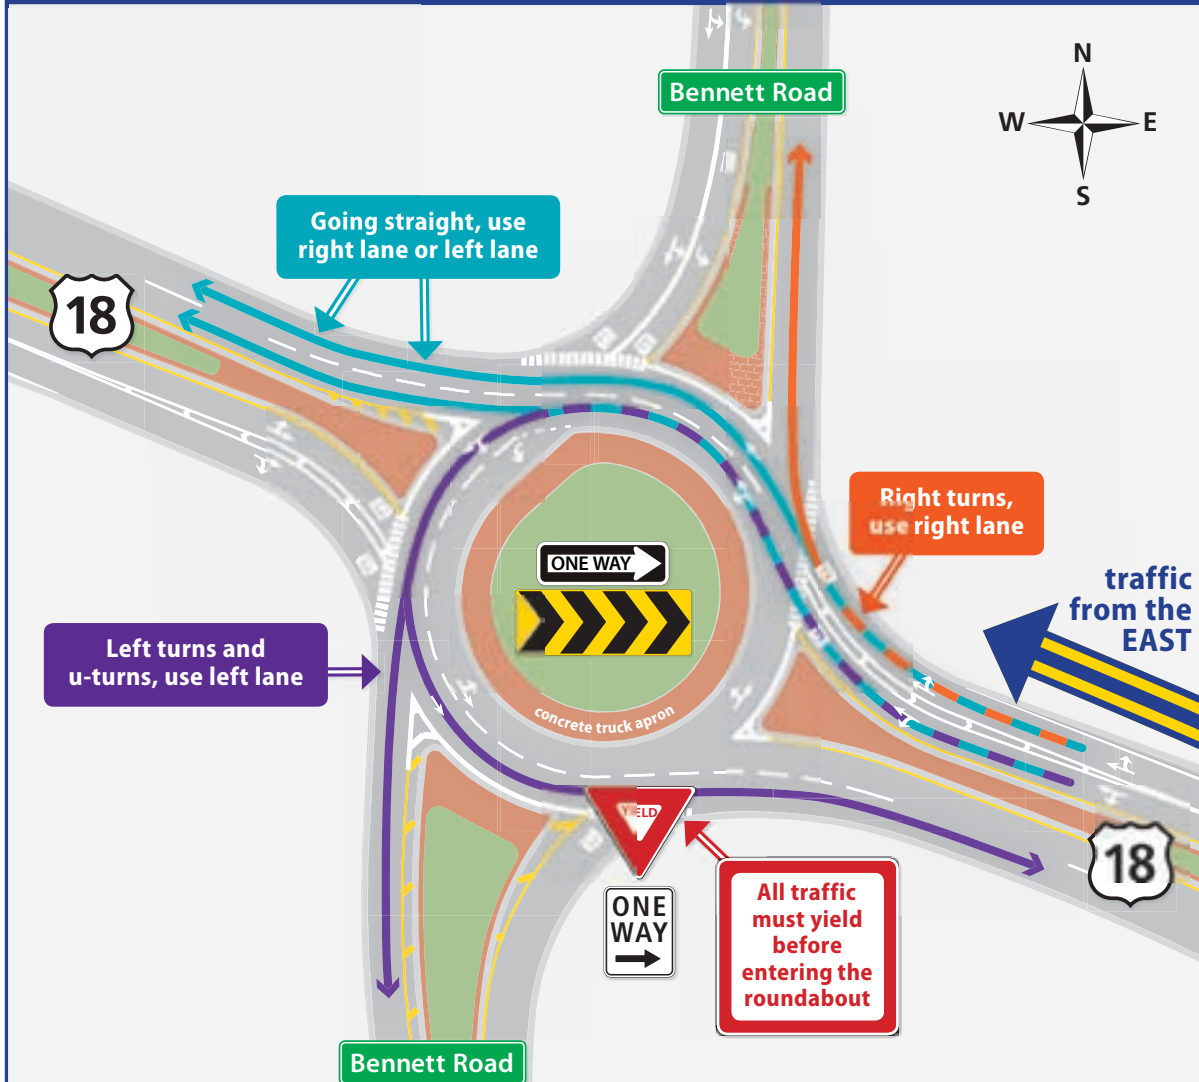 Bennett Road
N
W
E
S
Going straight, use
right lane or left lane
18
Right turns,
use right lane
ONE WAY
traffic
from the
EAST
Left turns and
u-turns, use left lane
concrete truck apron
YIELD
18
ONE
WAY
All traffic
must yield
before
entering the
roundabout
Bennett Road